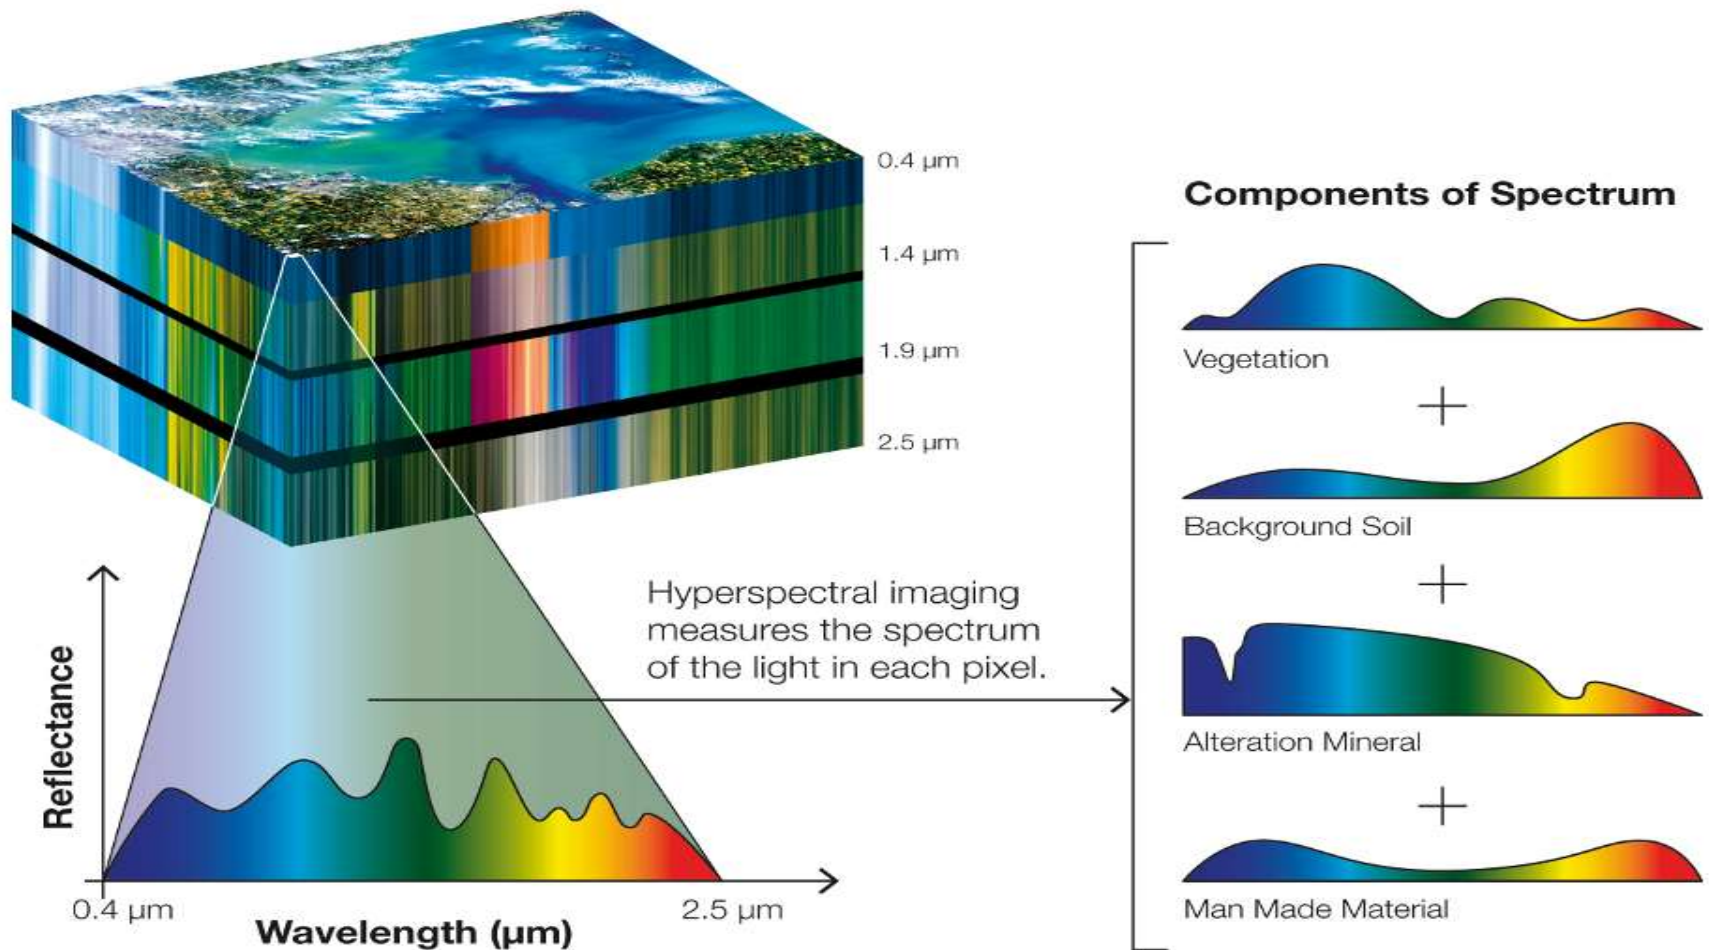 0.4 µm
1.4 µm
1.9 µm
2.5 µm
Components of Spectrum
Vegetation
+
Background Soil
+
Alteration Mineral
+
Man Made Material
Hyperspectral imaging
measures the spectrum
of the light in each pixel.
Reflectance
0.4 µm
2.5 µm
Wavelength (µm)